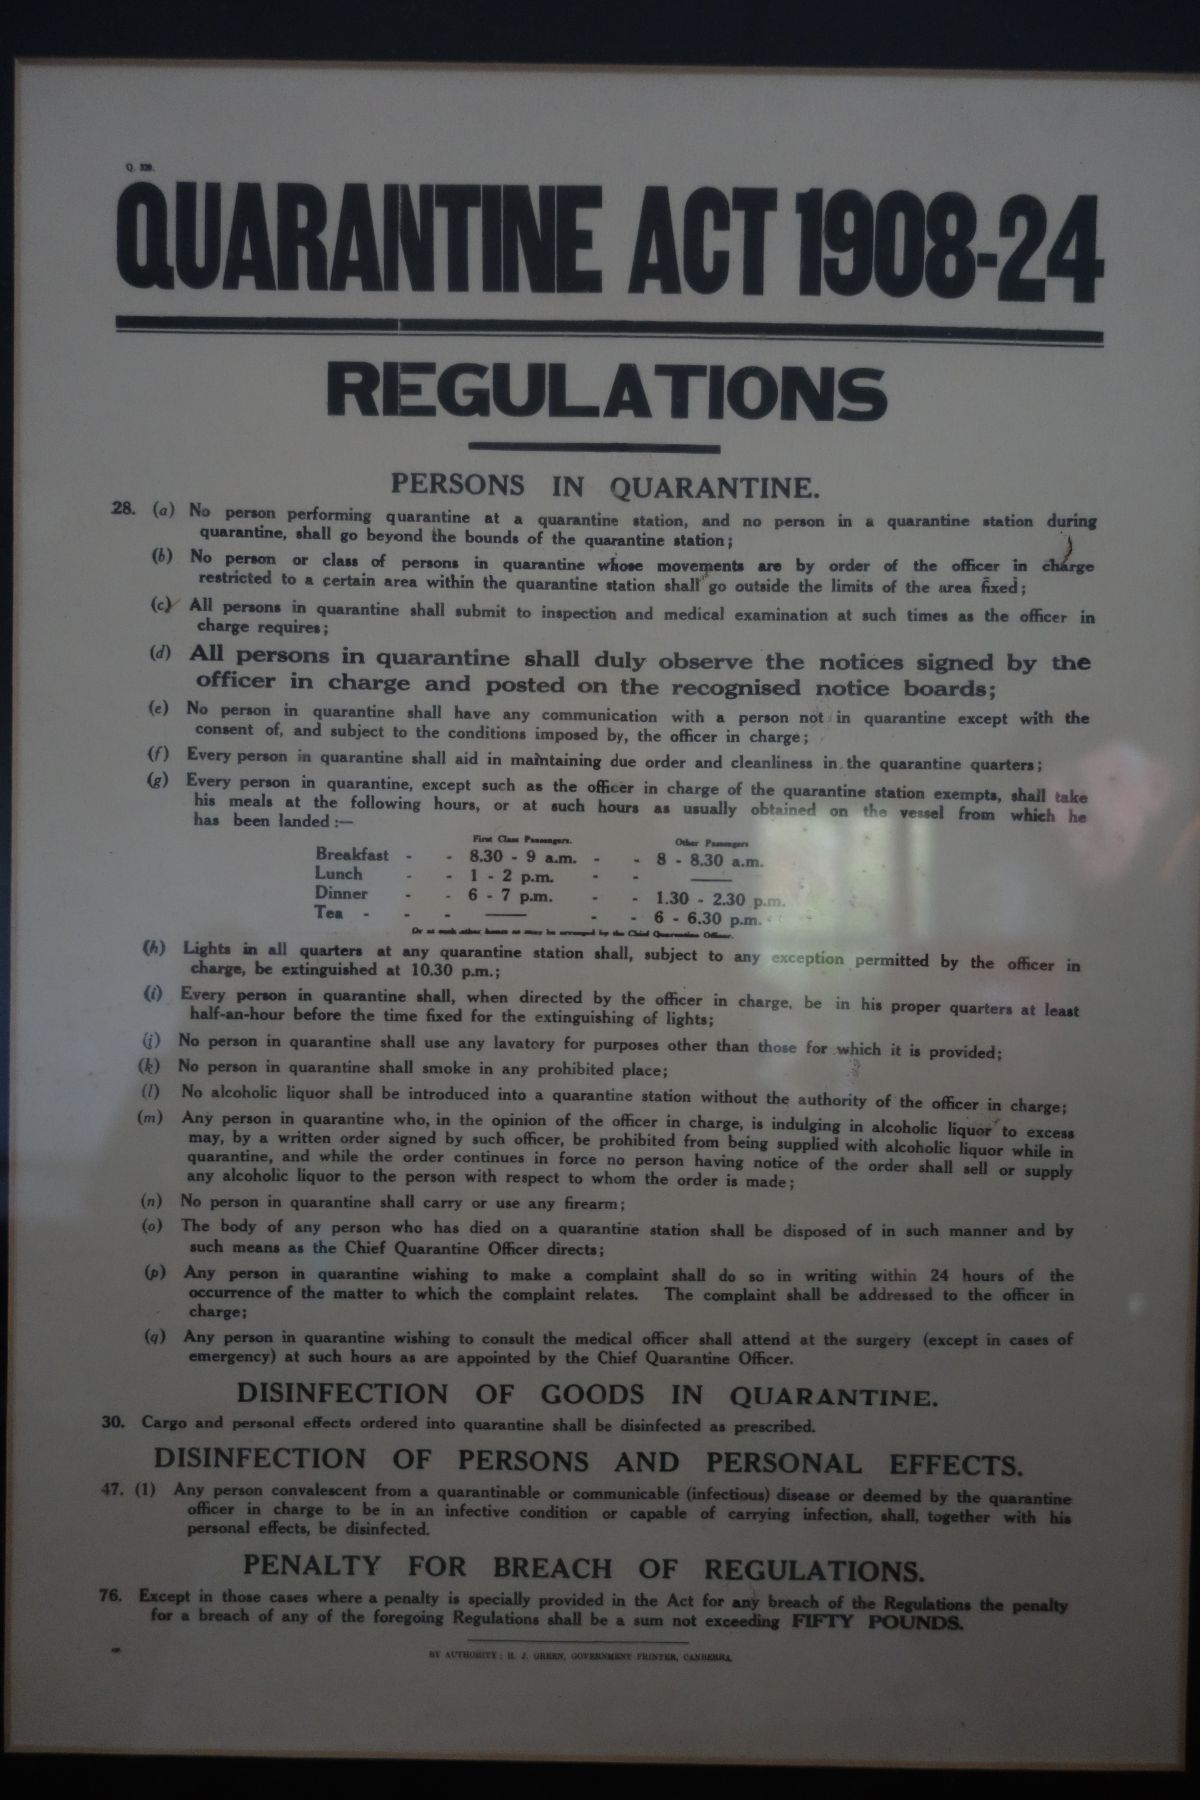 QUARANTINE ACT 1908-24
REGULATIONS
PERSONS IN QUARANTINE.
28. (a) No person performing quarantine at a quarantine station, and no person in a quarantine station during
quarantine, shall go beyond the bounds of the quarantine station;
(b) No person or class of persons in quarantine whose movements are by order of the officer in charge
restricted to a certain area within the quarantine station shall go outside the limits of the area fixed;
(c) All persons in quarantine shall submit to inspection and medical examination at such times as the officer in
charge requires;
(d) All persons in quarantine shall duly observe the notices signed by the
officer in charge and posted on the recognised notice boards;
(e) No person in quarantine shall have any communication with a person not in quarantine except with the
consent of, and subject to the conditions imposed by, the officer in charge;
(f) Every person in quarantine shall aid in maintaining due order and cleanliness in the quarantine quarters;
(g) Every person in quarantine, except such as the officer in charge of the quarantine station exempts, shall take
his meals at the following hours, or at such hours as usually obtained on the vessel from which he
has been landed :—
First Class Passengers. Other Passengers
Breakfast - - 8.30 - 9 a.m. - - 8 - 8.30 a.m.
Lunch - - 1 - 2 p.m. - - ——
Dinner - - 6 - 7 p.m. - - 1.30 - 2.30 p.m.
Tea - - - —— - - 6 - 6.30 p.m.
Or at such other hours as may be arranged by the Chief Quarantine Officer.
(h) Lights in all quarters at any quarantine station shall, subject to any exception permitted by the officer in
charge, be extinguished at 10.30 p.m.;
(i) Every person in quarantine shall, when directed by the officer in charge, be in his proper quarters at least
half-an-hour before the time fixed for the extinguishing of lights;
(j) No person in quarantine shall use any lavatory for purposes other than those for which it is provided;
(k) No person in quarantine shall smoke in any prohibited place;
(l) No alcoholic liquor shall be introduced into a quarantine station without the authority of the officer in charge;
(m) Any person in quarantine who, in the opinion of the officer in charge, is indulging in alcoholic liquor to excess
may, by a written order signed by such officer, be prohibited from being supplied with alcoholic liquor while in
quarantine, and while the order continues in force no person having notice of the order shall sell or supply
any alcoholic liquor to the person with respect to whom the order is made;
(n) No person in quarantine shall carry or use any firearm;
(o) The body of any person who has died on a quarantine station shall be disposed of in such manner and by
such means as the Chief Quarantine Officer directs;
(p) Any person in quarantine wishing to make a complaint shall do so in writing within 24 hours of the
occurrence of the matter to which the complaint relates. The complaint shall be addressed to the officer in
charge;
(q) Any person in quarantine wishing to consult the medical officer shall attend at the surgery (except in cases of
emergency) at such hours as are appointed by the Chief Quarantine Officer.
DISINFECTION OF GOODS IN QUARANTINE.
30. Cargo and personal effects ordered into quarantine shall be disinfected as prescribed.
DISINFECTION OF PERSONS AND PERSONAL EFFECTS.
47. (1) Any person convalescent from a quarantinable or communicable (infectious) disease or deemed by the quarantine
officer in charge to be in an infective condition or capable of carrying infection, shall, together with his
personal effects, be disinfected.
PENALTY FOR BREACH OF REGULATIONS.
76. Except in those cases where a penalty is specially provided in the Act for any breach of the Regulations the penalty
for a breach of any of the foregoing Regulations shall be a sum not exceeding FIFTY POUNDS.
BY AUTHORITY: H. J. GREEN, GOVERNMENT PRINTER, CANBERRA.